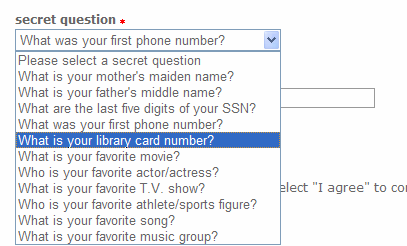 secret question *
What was your first phone number?
Please select a secret question
What is your mother's maiden name?
What is your father's middle name?
What are the last five digits of your SSN?
What was your first phone number?
What is your library card number?
What is your favorite movie?
Who is your favorite actor/actress?
What is your favorite T.V. show?
elect "I agree" to co
Who is your favorite athlete/sports figure?
What is your favorite song?
What is your favorite music group?